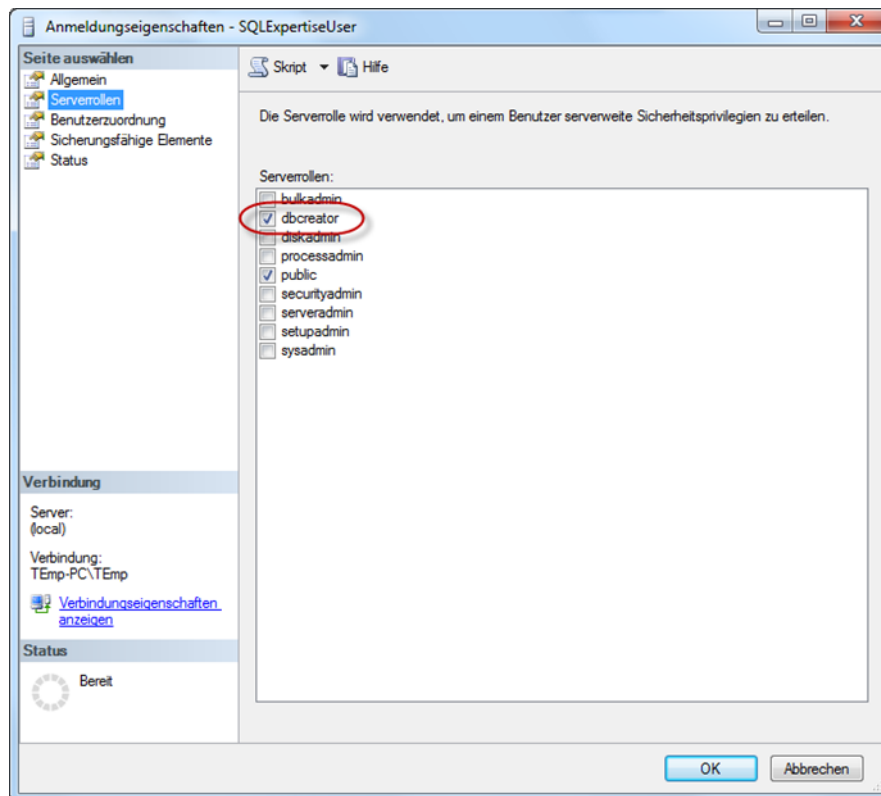 Anmeldungseigenschaften - SQLExpertiseUser
Seite auswählen
Allgemein
Serverrollen
Benutzerzuordnung
Sicherungsfähige Elemente
Status
Skript
Hilfe
Die Serverrolle wird verwendet, um einem Benutzer serverweite Sicherheitsprivilegien zu erteilen.
Serverrollen:
bulkadmin
dbcreator
diskadmin
processadmin
public
securityadmin
serveradmin
setupadmin
sysadmin
Verbindung
Server:
(local)
Verbindung:
TEmp-PC\TEmp
Verbindungseigenschaften
anzeigen
Status
Bereit
OK
Abbrechen